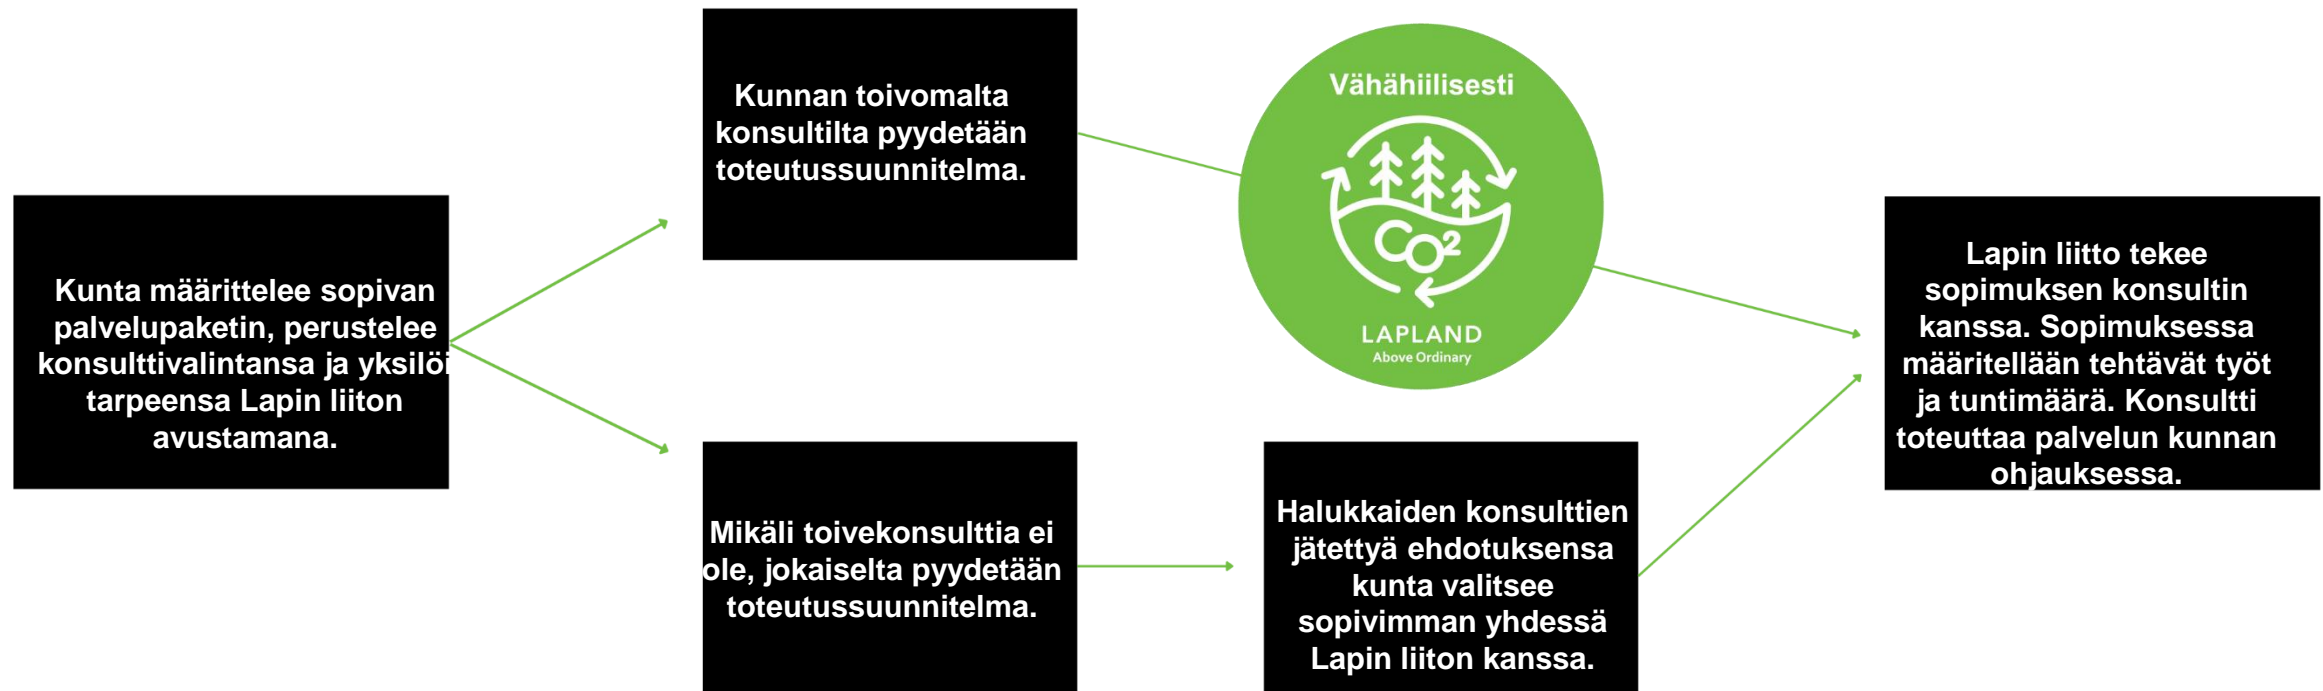 Kunta määrittelee sopivan
palvelupaketin, perustelee
konsulttivalintansa ja yksilöi
tarpeensa Lapin liiton
avustamana.
Kunnan toivomalta
konsultilta pyydetään
toteutussuunnitelma.
Vähähiilisesti
CO²
LAPLAND
Above Ordinary
Mikäli toivekonsulttia ei
ole, jokaiselta pyydetään
toteutussuunnitelma.
Halukkaiden konsulttien
jätettyä ehdotuksensa
kunta valitsee
sopivimman yhdessä
Lapin liiton kanssa.
Lapin liitto tekee
sopimuksen konsultin
kanssa. Sopimuksessa
määritellään tehtävät työt
ja tuntimäärä. Konsultti
toteuttaa palvelun kunnan
ohjauksessa.